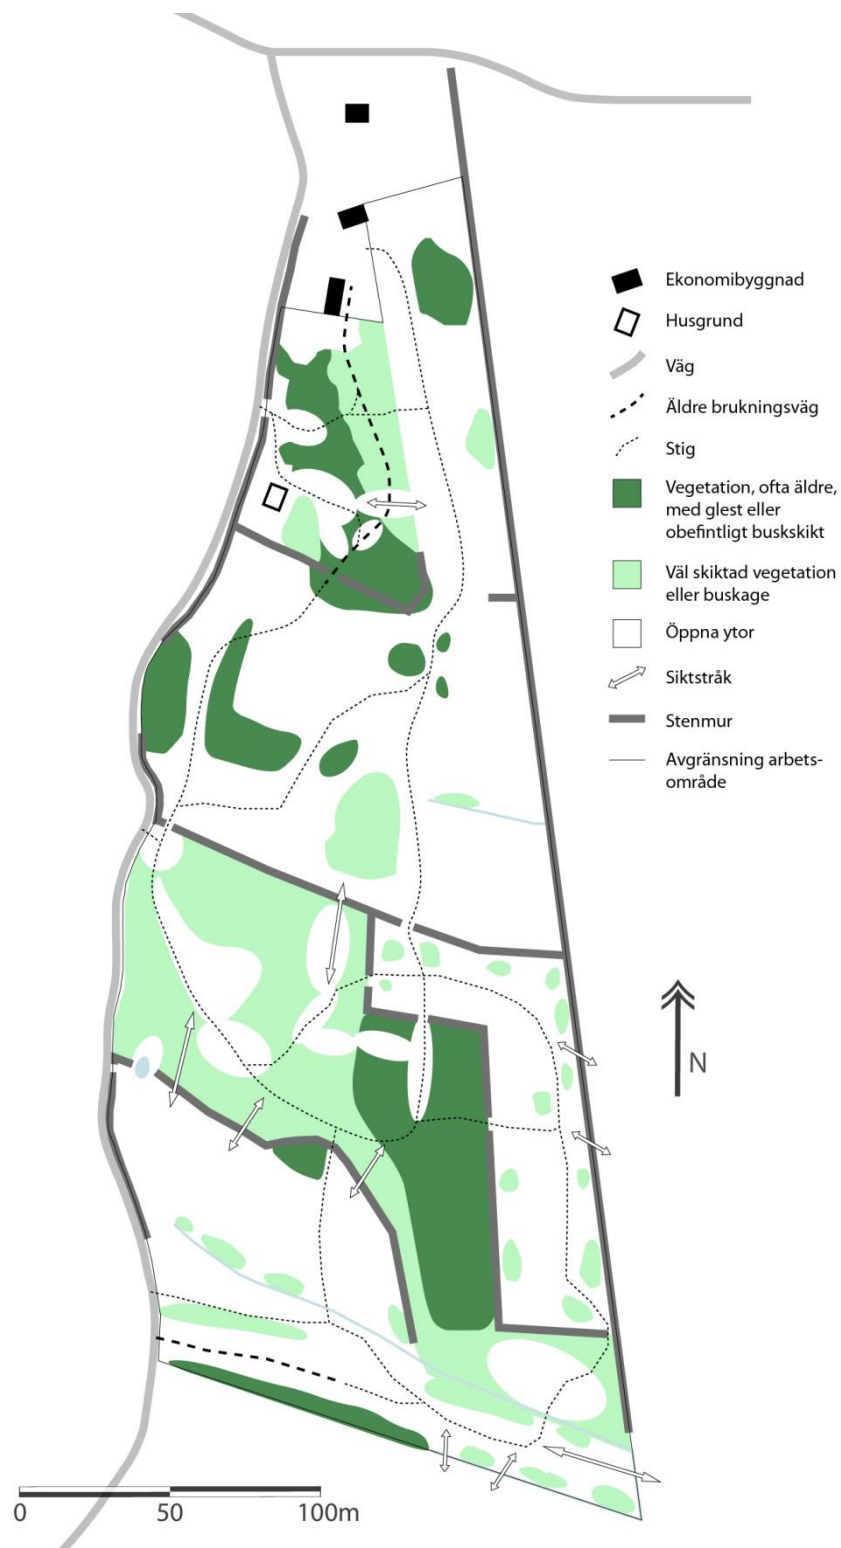 Ekonomibyggnad
Husgrund
Väg
Äldre brukningsväg
Stig
Vegetation, ofta äldre,
med glest eller
obefintligt buskskikt
Väl skiktad vegetation
eller buskage
Öppna ytor
Siktstråk
Stenmur
Avgränsning arbets-
område
N
0 50 100m